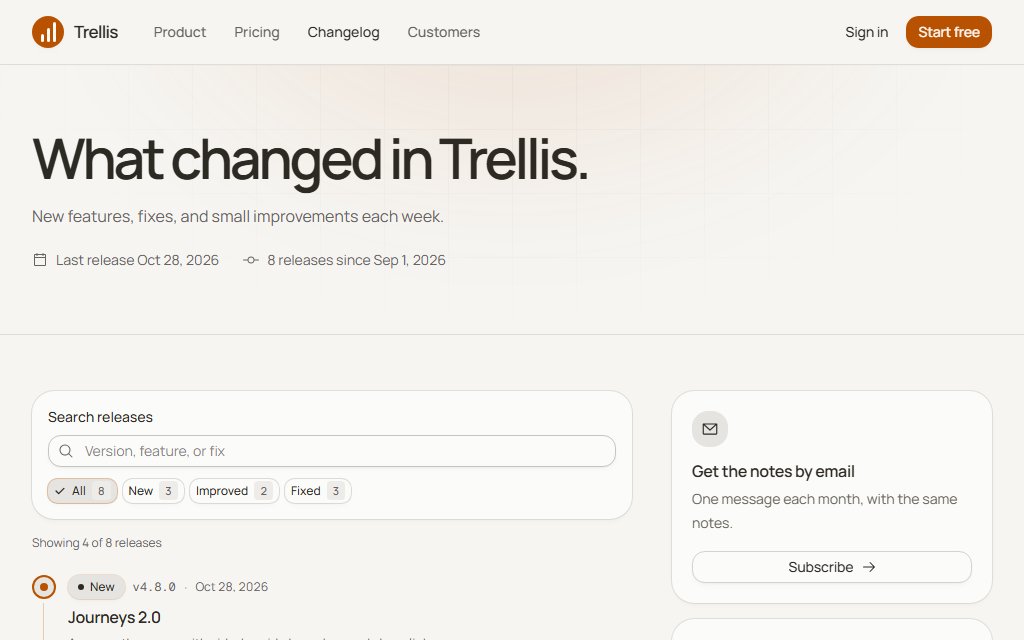 Trellis
Product
Pricing
Changelog
Customers
Sign in
Start free
What changed in Trellis.
New features, fixes, and small improvements each week.
Last release Oct 28, 2026
8 releases since Sep 1, 2026
Search releases
Version, feature, or fix
All 8
New 3
Improved 2
Fixed 3
Showing 4 of 8 releases
New v4.8.0 · Oct 28, 2026
Journeys 2.0
Get the notes by email
One message each month, with the same
notes.
Subscribe